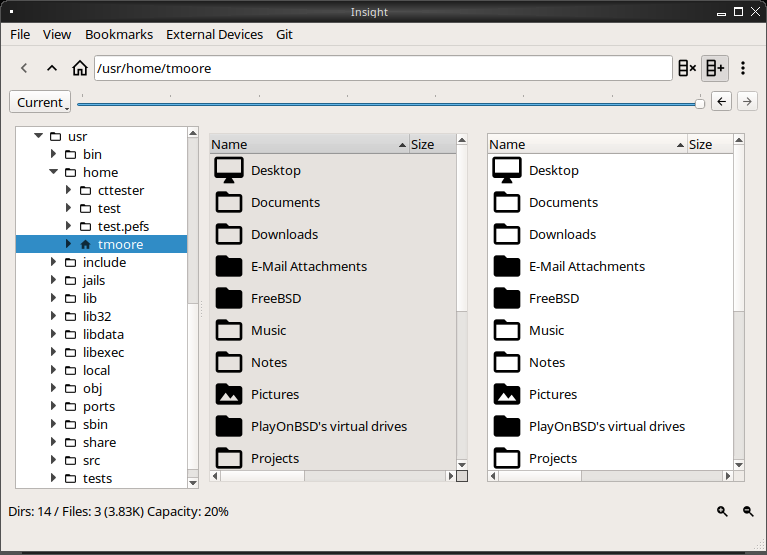 Insight
File View Bookmarks External Devices Git
/usr/home/tmoore
Current
usr
bin
home
cttester
test
test.pefs
tmoore
include
jails
lib
lib32
libdata
libexec
local
obj
ports
sbin
share
src
tests
Name Size
Desktop
Documents
Downloads
E-Mail Attachments
FreeBSD
Music
Notes
Pictures
PlayOnBSD's virtual drives
Projects
Name Size
Desktop
Documents
Downloads
E-Mail Attachments
FreeBSD
Music
Notes
Pictures
PlayOnBSD's virtual drives
Projects
Dirs: 14 / Files: 3 (3.83K) Capacity: 20%